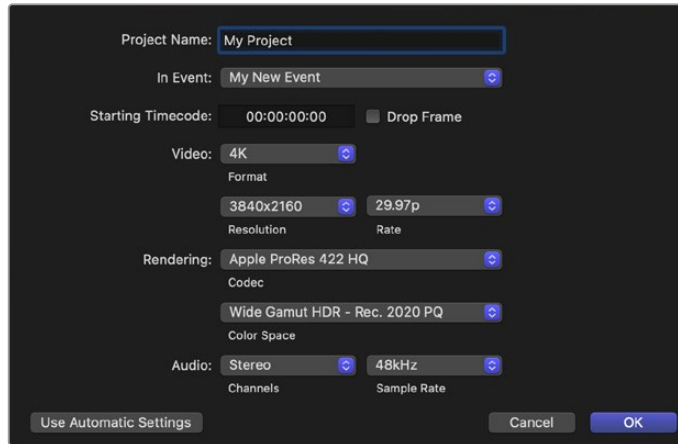 Project Name: My Project
In Event: My New Event
Starting Timecode: 00:00:00:00 Drop Frame
Video: 4K
Format
3840x2160 29.97p
Resolution Rate
Rendering: Apple ProRes 422 HQ
Codec
Wide Gamut HDR - Rec. 2020 PQ
Color Space
Audio: Stereo 48kHz
Channels Sample Rate
Use Automatic Settings Cancel OK